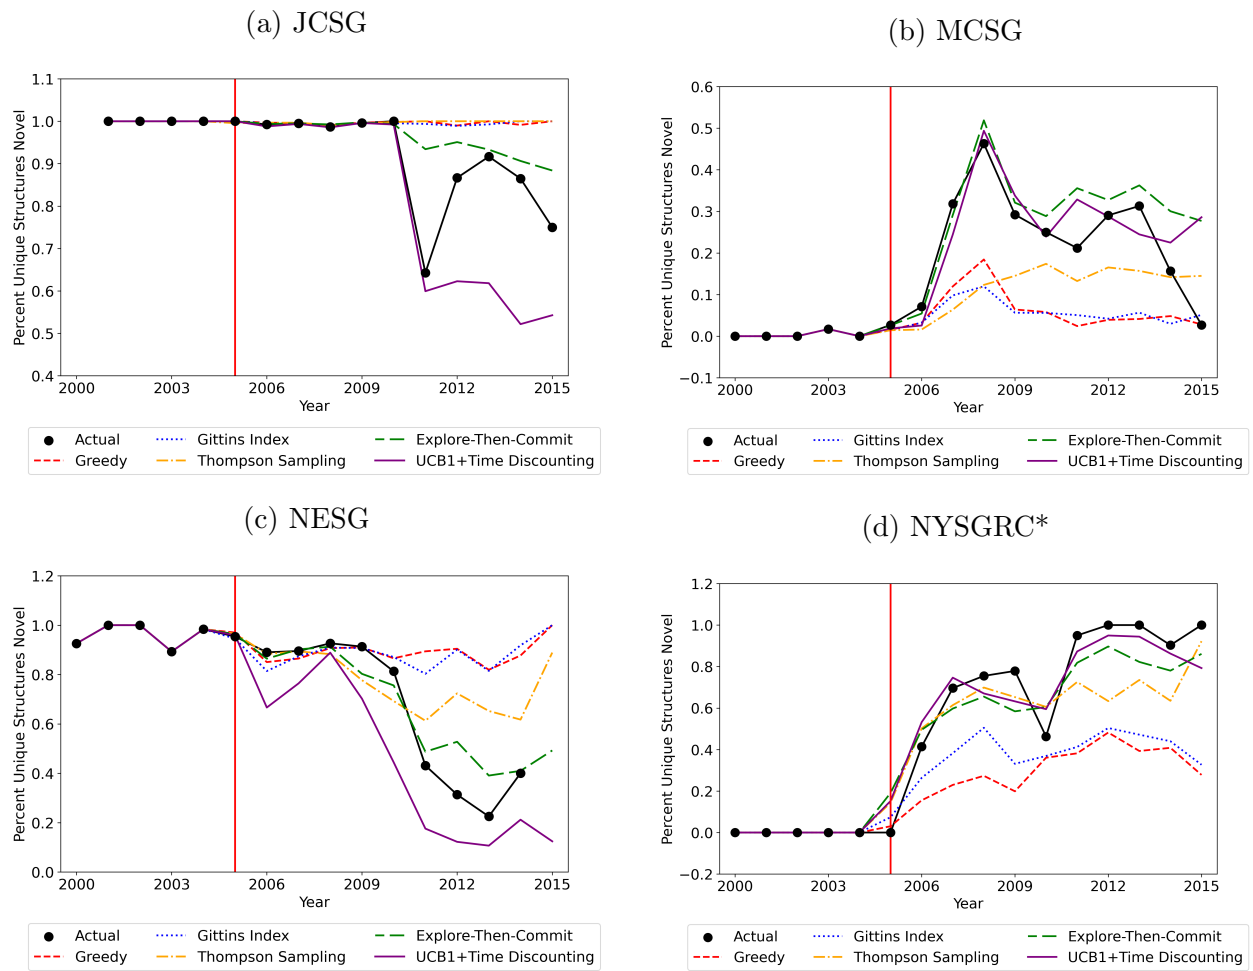 (a) JCSG
Percent Unique Structures Novel
1.1
1.0
0.9
0.8
0.7
0.6
0.5
0.4
2000 2003 2006 2009 2012 2015
Year
Actual Gittins Index Explore-Then-Commit
Greedy Thompson Sampling UCB1+Time Discounting
(b) MCSG
Percent Unique Structures Novel
0.6
0.5
0.4
0.3
0.2
0.1
0.0
−0.1
2000 2003 2006 2009 2012 2015
Year
Actual Gittins Index Explore-Then-Commit
Greedy Thompson Sampling UCB1+Time Discounting
(c) NESG
Percent Unique Structures Novel
1.2
1.0
0.8
0.6
0.4
0.2
0.0
2000 2003 2006 2009 2012 2015
Year
Actual Gittins Index Explore-Then-Commit
Greedy Thompson Sampling UCB1+Time Discounting
(d) NYSGRC*
Percent Unique Structures Novel
1.2
1.0
0.8
0.6
0.4
0.2
0.0
−0.2
2000 2003 2006 2009 2012 2015
Year
Actual Gittins Index Explore-Then-Commit
Greedy Thompson Sampling UCB1+Time Discounting